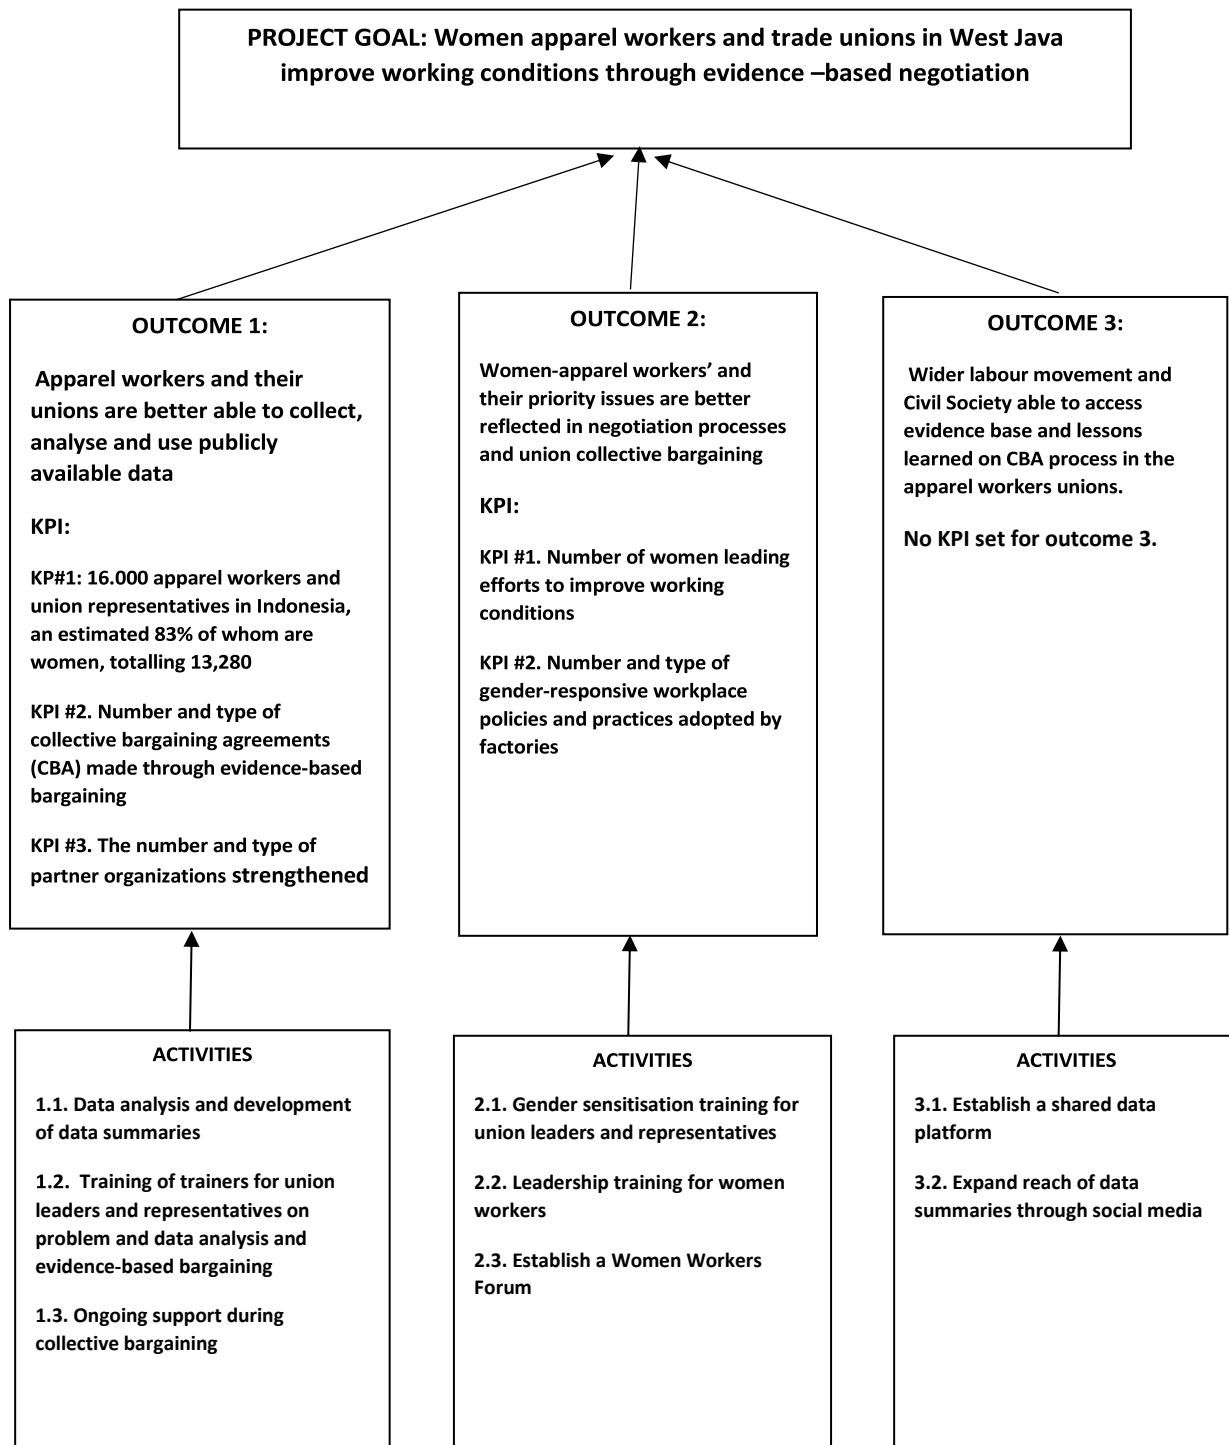 PROJECT GOAL: Women apparel workers and trade unions in West Java
improve working conditions through evidence –based negotiation
OUTCOME 1:
Apparel workers and their
unions are better able to collect,
analyse and use publicly
available data
KPI:
KP#1: 16.000 apparel workers and
union representatives in Indonesia,
an estimated 83% of whom are
women, totalling 13,280
KPI #2. Number and type of
collective bargaining agreements
(CBA) made through evidence-based
bargaining
KPI #3. The number and type of
partner organizations strengthened
OUTCOME 2:
Women-apparel workers’ and
their priority issues are better
reflected in negotiation processes
and union collective bargaining
KPI:
KPI #1. Number of women leading
efforts to improve working
conditions
KPI #2. Number and type of
gender-responsive workplace
policies and practices adopted by
factories
OUTCOME 3:
Wider labour movement and
Civil Society able to access
evidence base and lessons
learned on CBA process in the
apparel workers unions.
No KPI set for outcome 3.
ACTIVITIES
1.1. Data analysis and development
of data summaries
1.2. Training of trainers for union
leaders and representatives on
problem and data analysis and
evidence-based bargaining
1.3. Ongoing support during
collective bargaining
ACTIVITIES
2.1. Gender sensitisation training for
union leaders and representatives
2.2. Leadership training for women
workers
2.3. Establish a Women Workers
Forum
ACTIVITIES
3.1. Establish a shared data
platform
3.2. Expand reach of data
summaries through social media